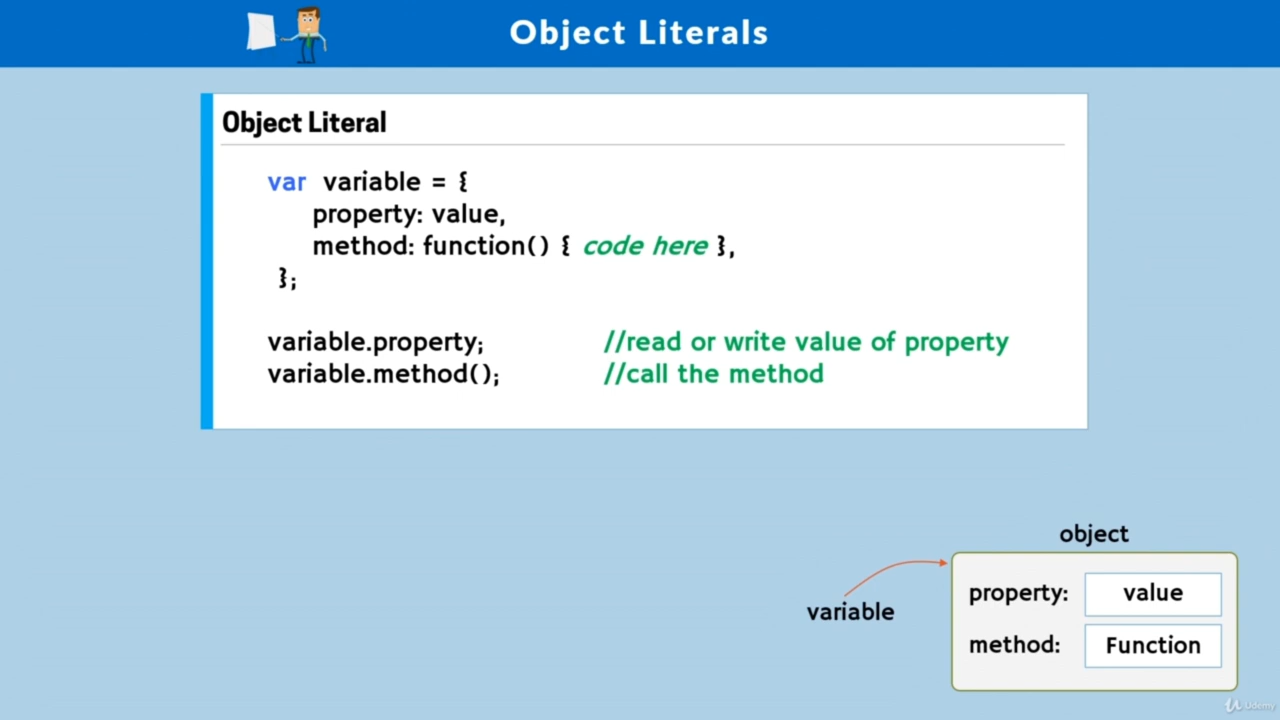 Object Literals
Object Literal
var variable = {
property: value,
method: function() { code here },
};
variable.property; //read or write value of property
variable.method(); //call the method
object
property: value
variable
method: Function
Udemy